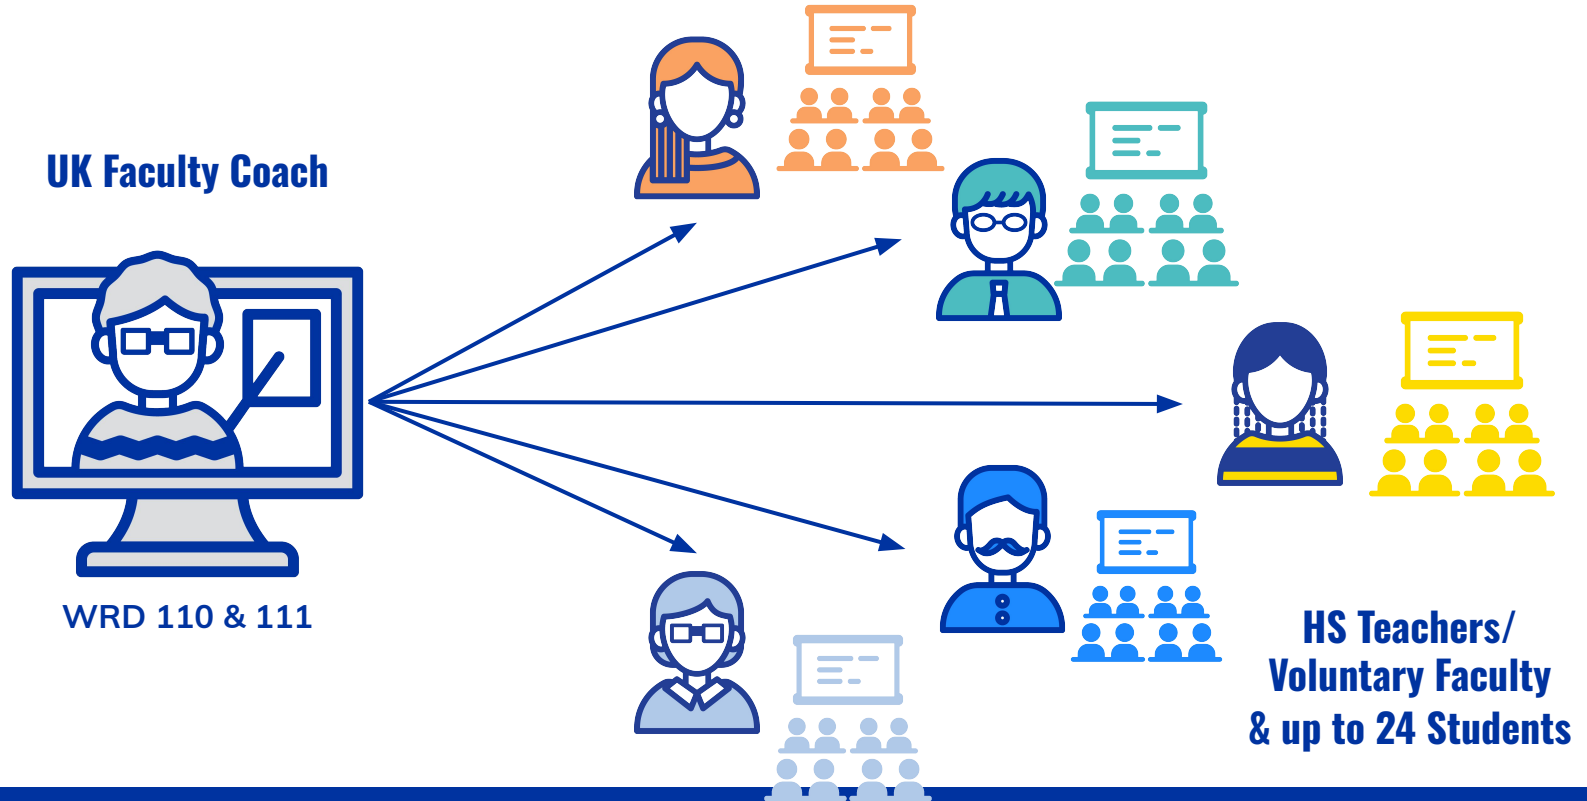 UK Faculty Coach
WRD 110 & 111
HS Teachers/
Voluntary Faculty
& up to 24 Students